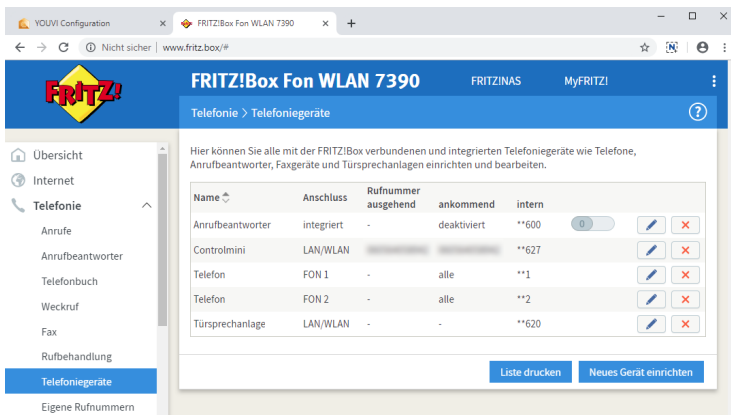 YOUVI Configuration
FRITZ!Box Fon WLAN 7390
Nicht sicher | www.fritz.box/#
FRITZ!
FRITZ!Box Fon WLAN 7390 FRITZ!NAS MyFRITZ!
Telefonie > Telefoniegeräte
Übersicht
Internet
Telefonie
Anrufe
Anrufbeantworter
Telefonbuch
Weckruf
Fax
Rufbehandlung
Telefoniegeräte
Eigene Rufnummern
Hier können Sie alle mit der FRITZ!Box verbundenen und integrierten Telefoniegeräte wie Telefone,
Anrufbeantworter, Faxgeräte und Türsprechanlagen einrichten und bearbeiten.
Name Anschluss Rufnummer ausgehend ankommend intern
Anrufbeantworter integriert - deaktiviert **600 0
Controlmini LAN/WLAN **627
Telefon FON 1 - alle **1
Telefon FON 2 - alle **2
Türsprechanlage LAN/WLAN - - **620
Liste drucken Neues Gerät einrichten